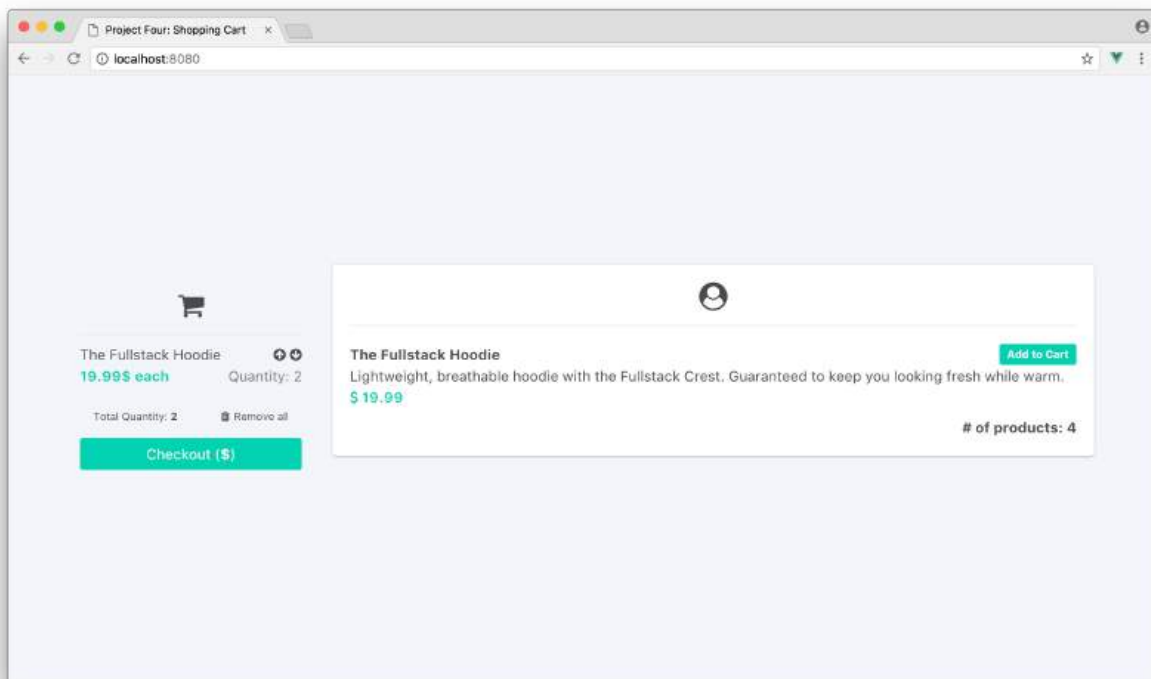 Project Four: Shopping Cart
localhost:8080
The Fullstack Hoodie
19.99$ each
Quantity: 2
Total Quantity: 2
Remove all
Checkout ($)
The Fullstack Hoodie
Add to Cart
Lightweight, breathable hoodie with the Fullstack Crest. Guaranteed to keep you looking fresh while warm.
$ 19.99
# of products: 4